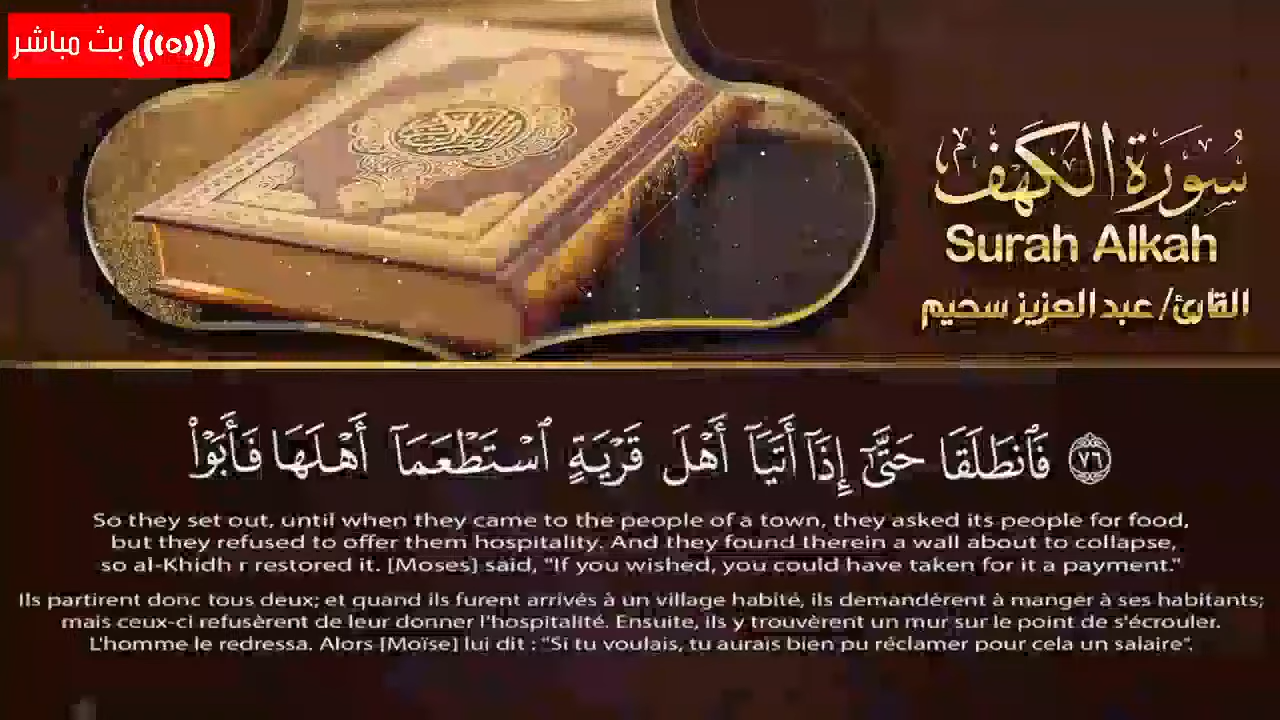 بث مباشر
سُورَة الكَهف
Surah Alkah
القارئ/ عبد العزيز سحيم
٧٦ فَٱنطَلَقَا حَتَّىٰٓ إِذَآ أَتَيَآ أَهْلَ قَرْيَةٍ ٱسْتَطْعَمَآ أَهْلَهَا فَأَبَوْا۟
So they set out, until when they came to the people of a town, they asked its people for food,
but they refused to offer them hospitality. And they found therein a wall about to collapse,
so al-Khidh r restored it. [Moses] said, "If you wished, you could have taken for it a payment."
Ils partirent donc tous deux; et quand ils furent arrivés à un village habité, ils demandèrent à manger à ses habitants;
mais ceux-ci refusèrent de leur donner l'hospitalité. Ensuite, ils y trouvèrent un mur sur le point de s'écrouler.
L'homme le redressa. Alors [Moïse] lui dit : "Si tu voulais, tu aurais bien pu réclamer pour cela un salaire".